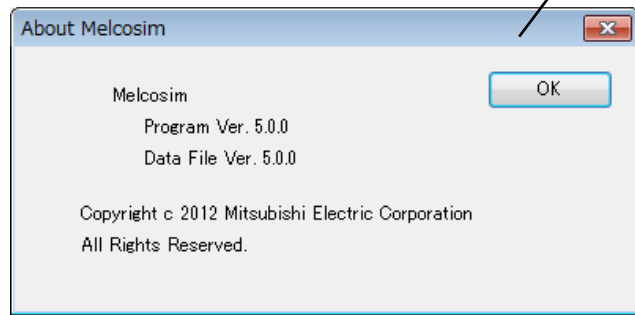 About Melcosim
OK
Melcosim
Program Ver. 5.0.0
Data File Ver. 5.0.0
Copyright c 2012 Mitsubishi Electric Corporation
All Rights Reserved.